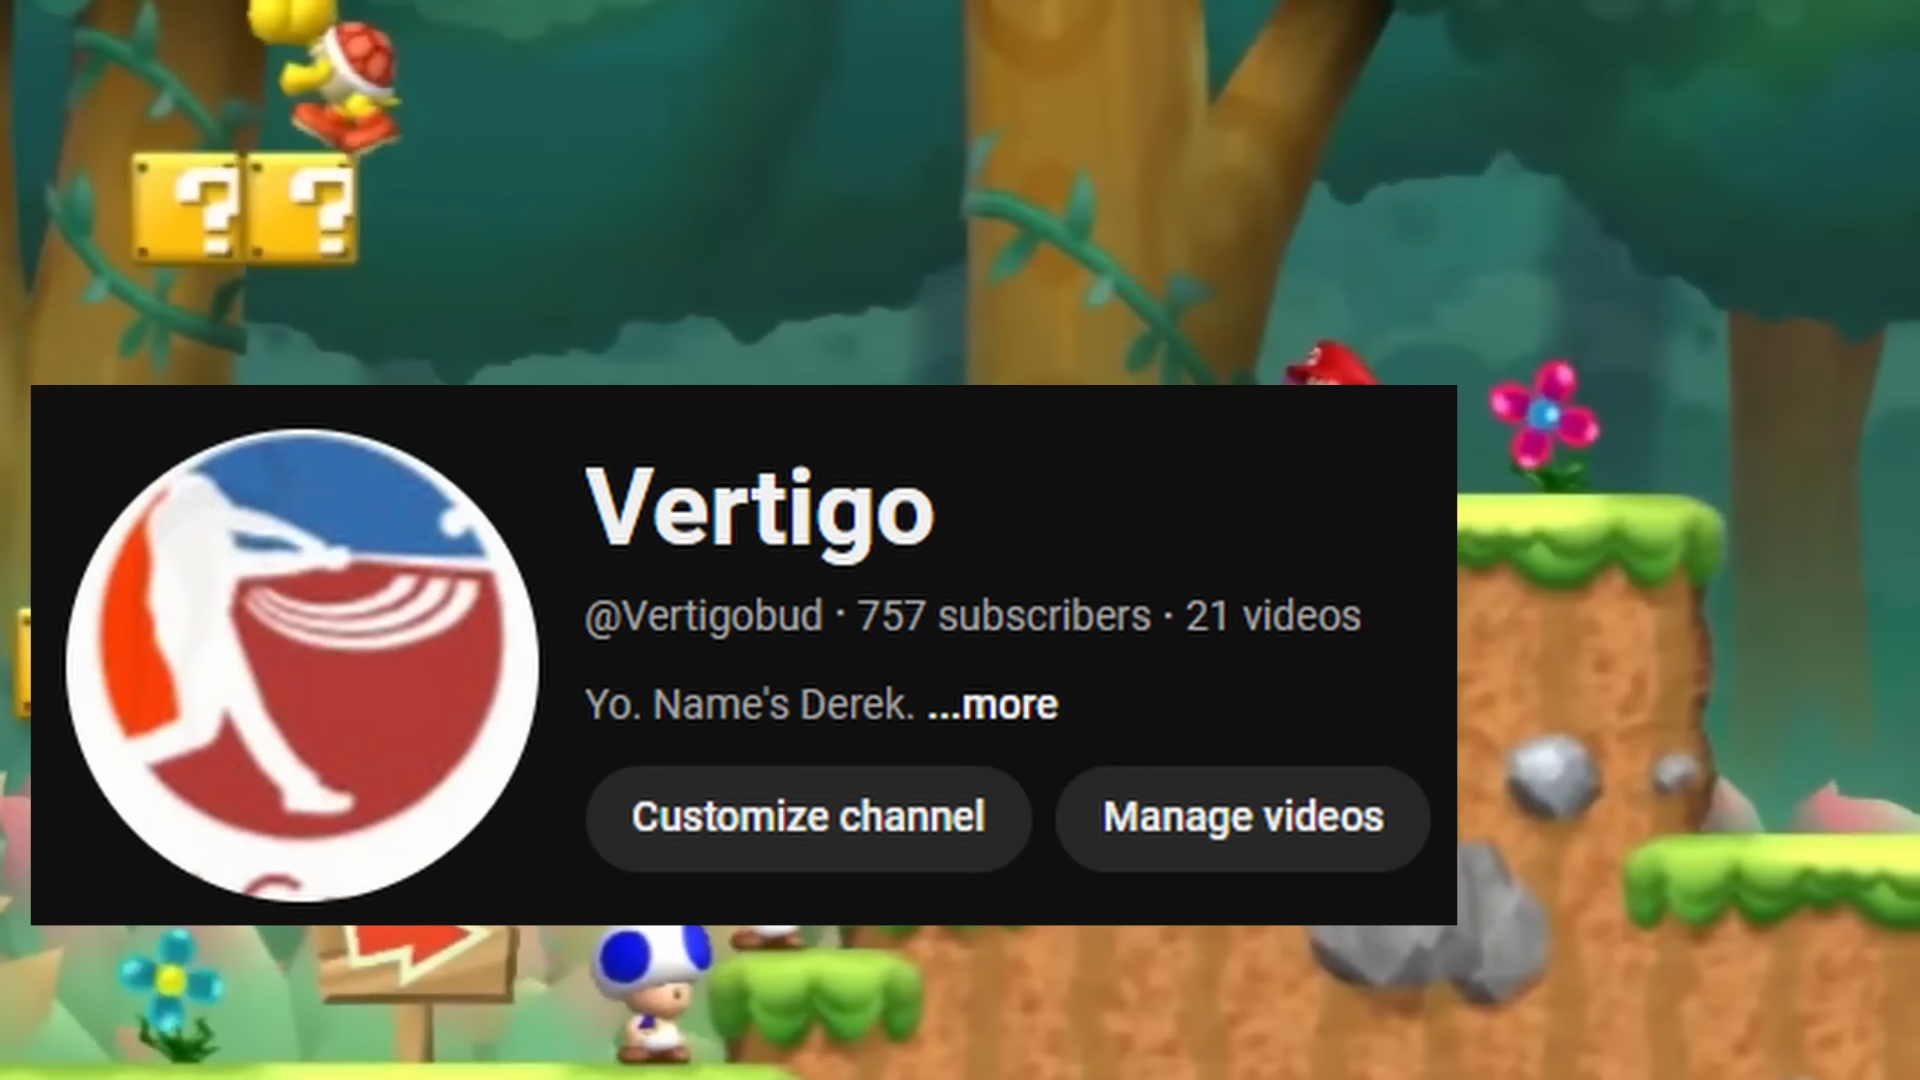 ? ?
Vertigo
@Vertigobud · 757 subscribers · 21 videos
Yo. Name's Derek. ...more
Customize channel Manage videos